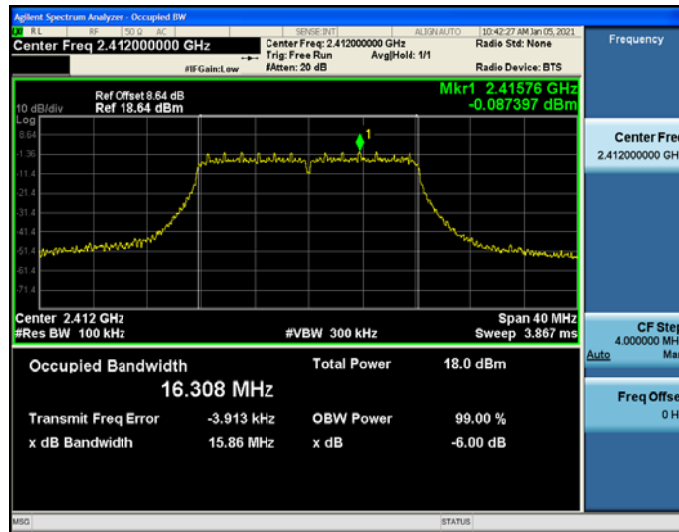 Agilent Spectrum Analyzer - Occupied BW
RL RF 50 Ω AC SENSE:INT ALIGN AUTO 10:42:27 AM Jan 05, 2021
Center Freq 2.412000000 GHz
Center Freq: 2.412000000 GHz
Radio Std: None
Trig: Free Run Avg|Hold: 1/1
#IFGain:Low #Atten: 20 dB Radio Device: BTS
Frequency
Ref Offset 8.64 dB
Mkr1 2.41576 GHz
10 dB/div Ref 18.64 dBm -0.087397 dBm
Log
8.64
-1.36
-11.4
-21.4
-31.4
-41.4
-51.4
-61.4
-71.4
1
Center Fre
2.412000000 GH
Center 2.412 GHz Span 40 MHz
#Res BW 100 kHz #VBW 300 kHz Sweep 3.867 ms
CF Step
4.000000 MH
Auto Ma
Occupied Bandwidth Total Power 18.0 dBm
16.308 MHz
Freq Offse
0 H
Transmit Freq Error -3.913 kHz OBW Power 99.00 %
x dB Bandwidth 15.86 MHz x dB -6.00 dB
MSG STATUS